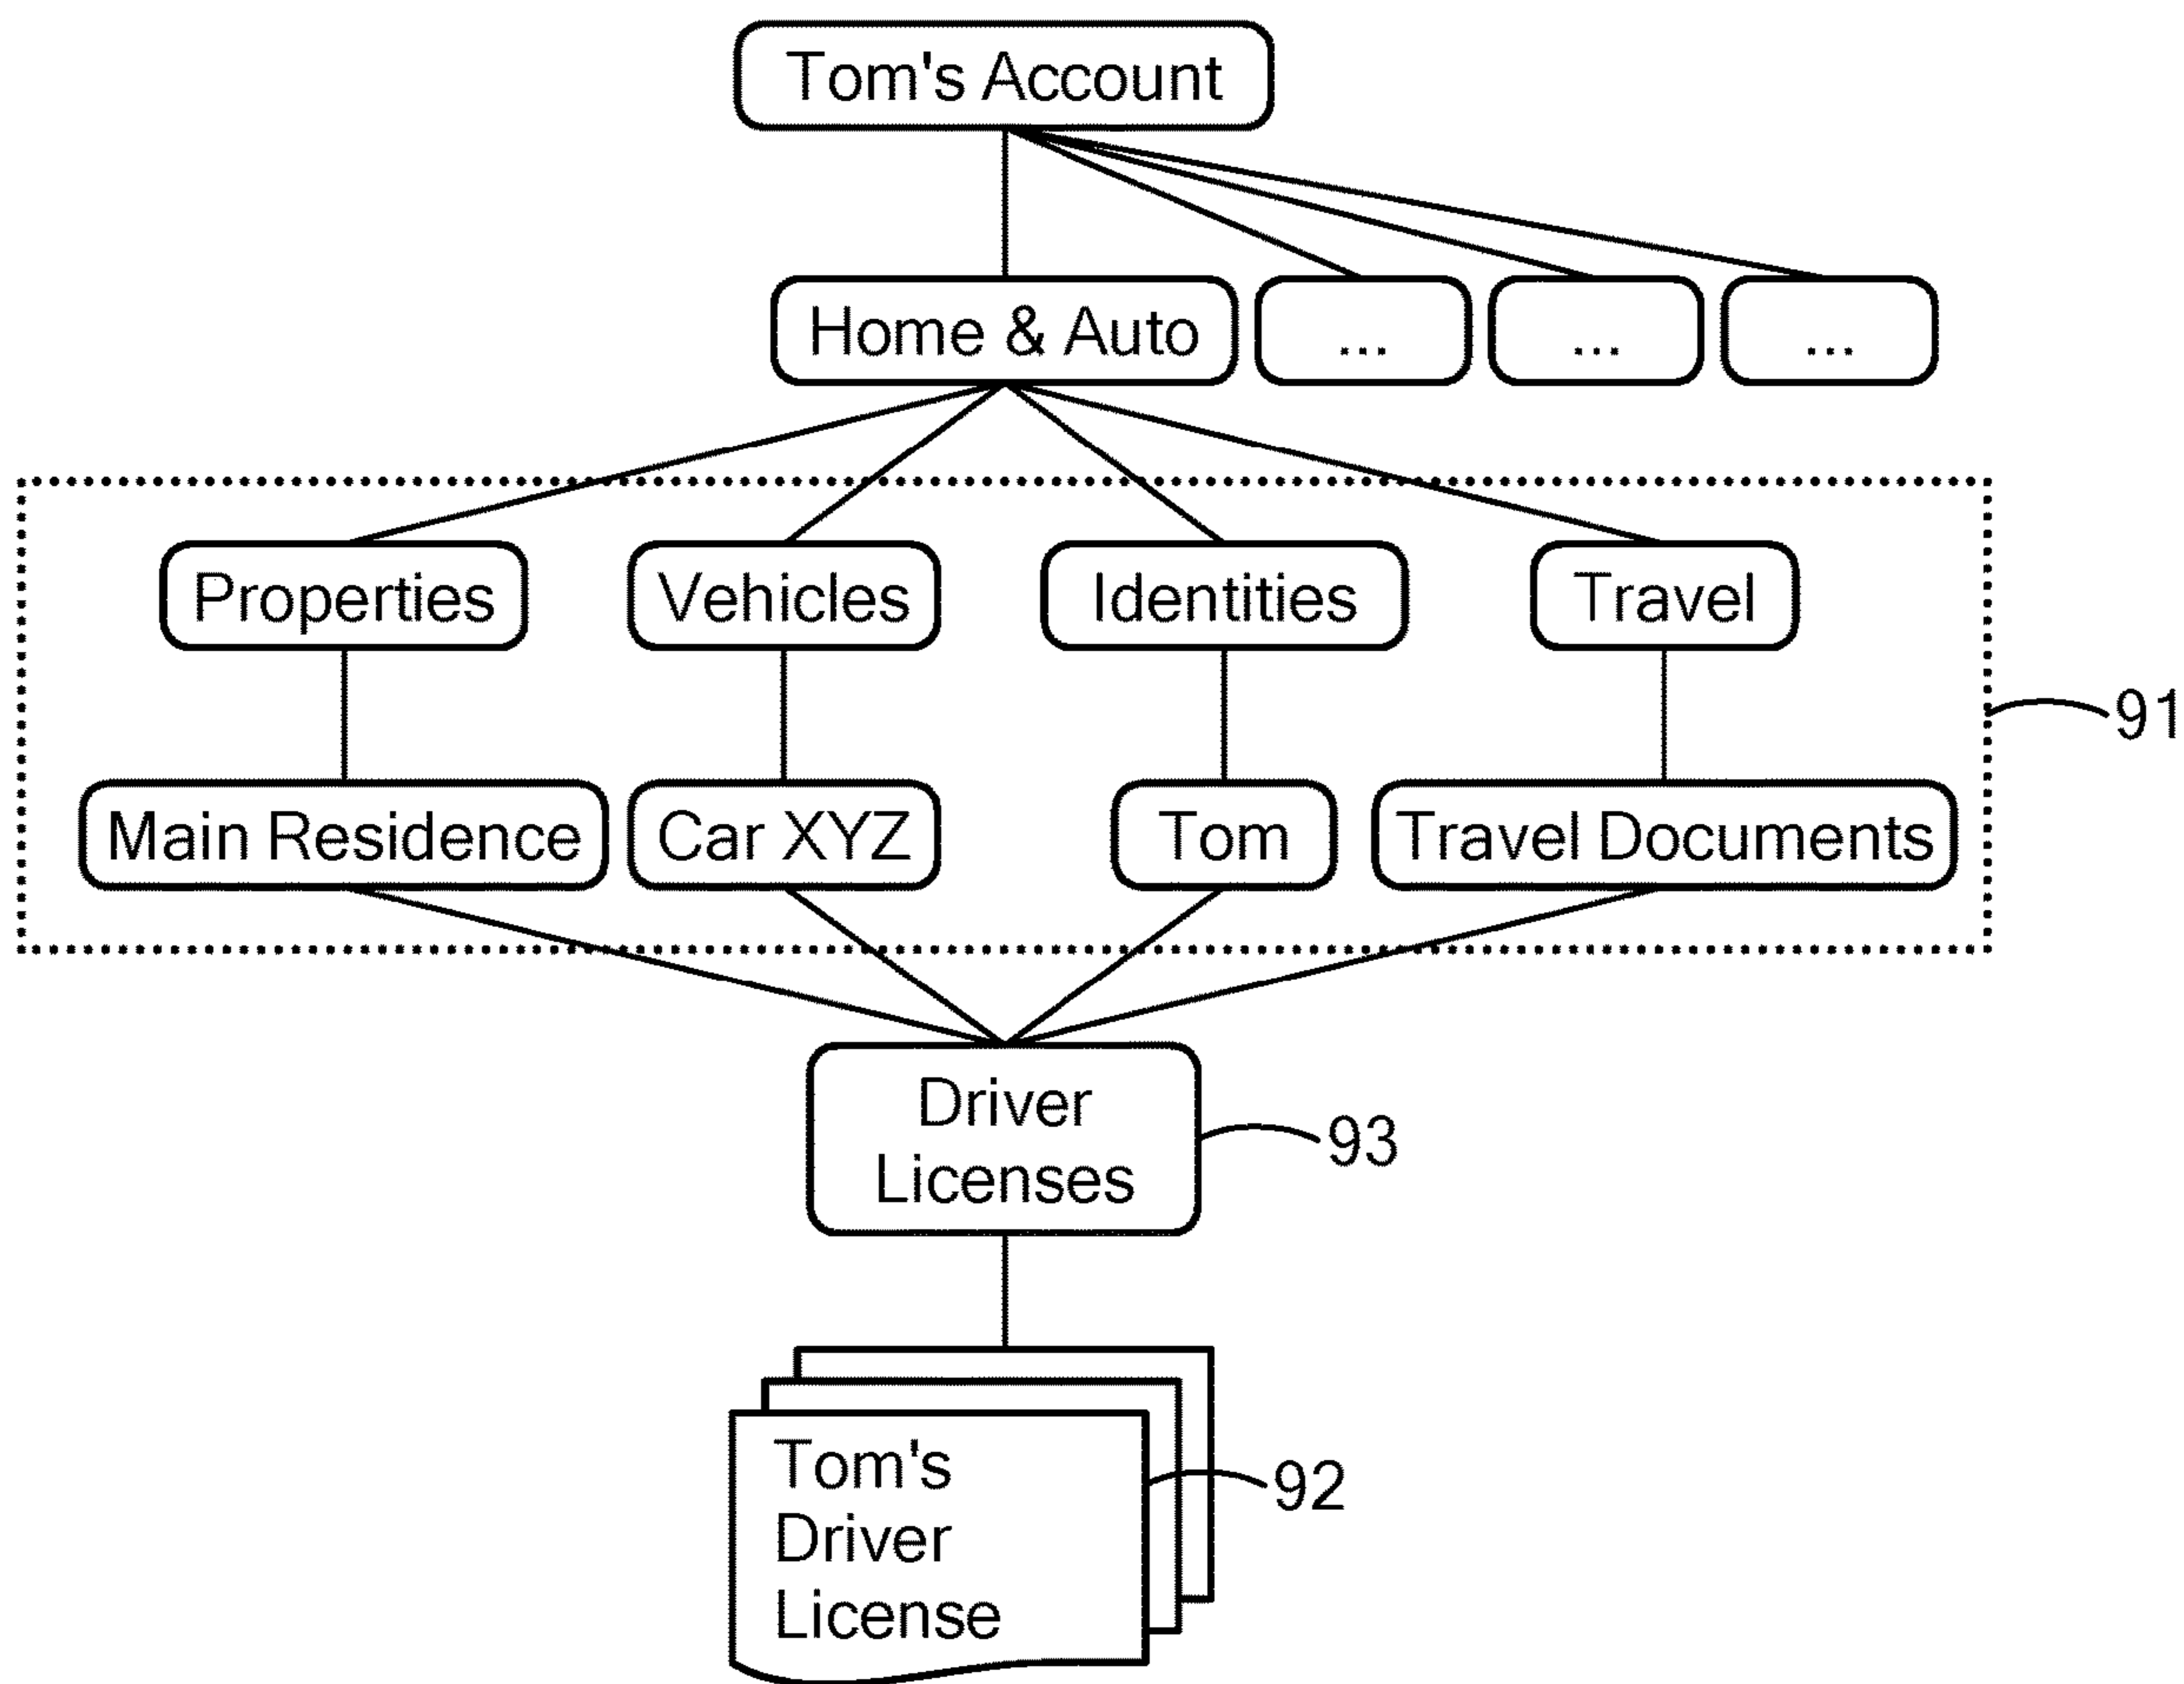 Tom's Account
Home & Auto
...
...
...
Properties
Vehicles
Identities
Travel
91
Main Residence
Car XYZ
Tom
Travel Documents
Driver
Licenses
93
Tom's
Driver
License
92